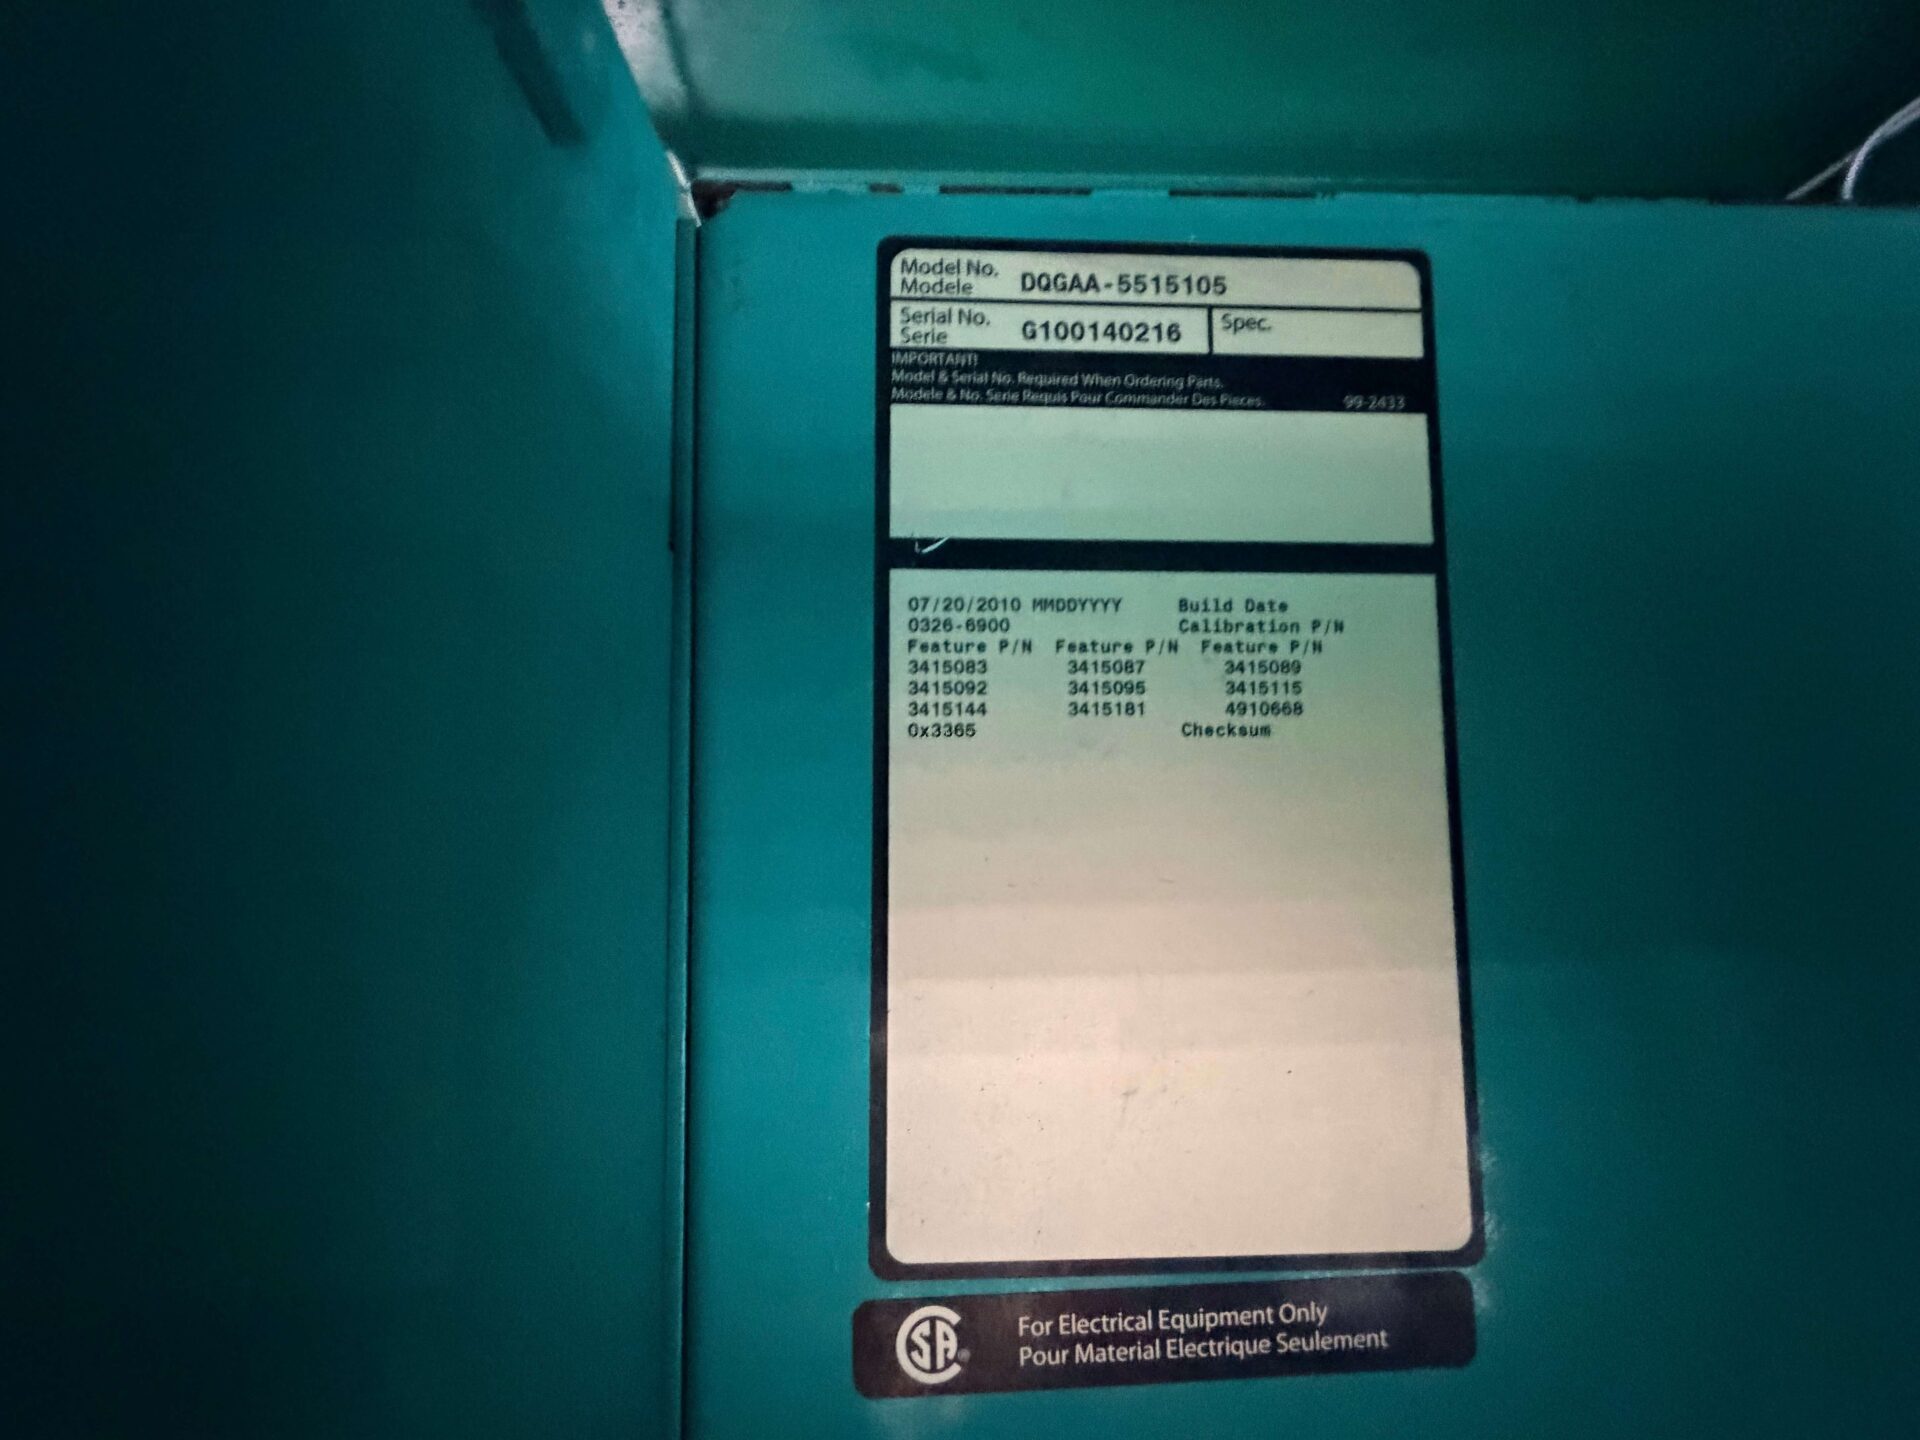 Model No.
Modele
DQGAA-5515105
Serial No.
Serie
G100140216
Spec.
IMPORTANT!
Model & Serial No. Required When Ordering Parts.
Modele & No. Serie Requis Pour Commander Des Pieces.
99-2433
07/20/2010 MMDDYYYY Build Date
0326-6900 Calibration P/N
Feature P/N Feature P/N Feature P/N
3415083 3415087 3415089
3415092 3415095 3415115
3415144 3415181 4910668
0x3365 Checksum
SA ®
For Electrical Equipment Only
Pour Material Electrique Seulement